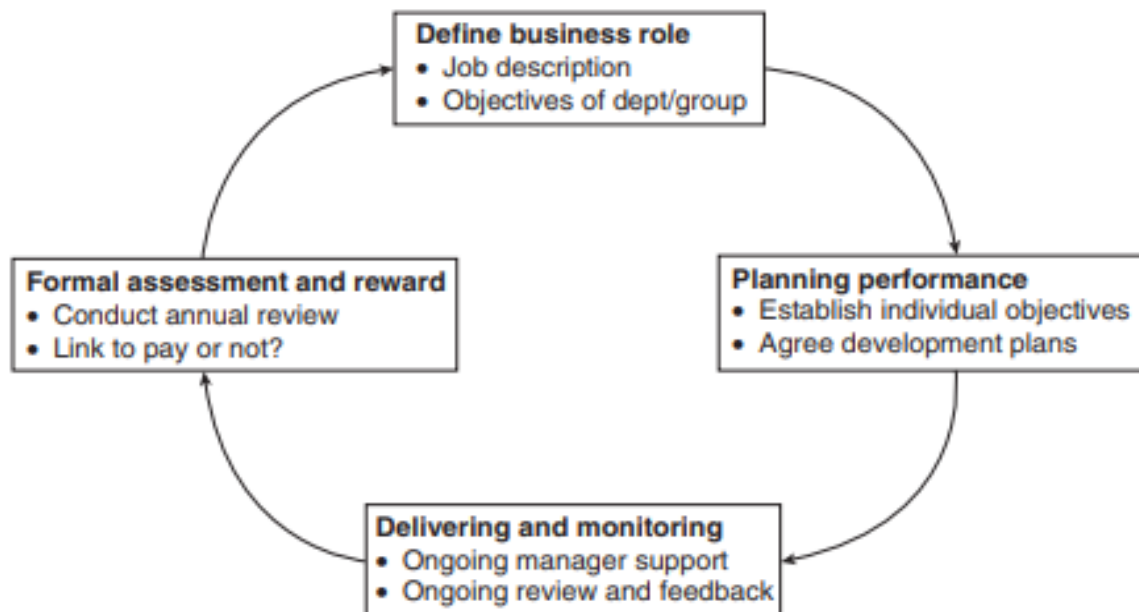 Define business role
• Job description
• Objectives of dept/group
Planning performance
• Establish individual objectives
• Agree development plans
Delivering and monitoring
• Ongoing manager support
• Ongoing review and feedback
Formal assessment and reward
• Conduct annual review
• Link to pay or not?